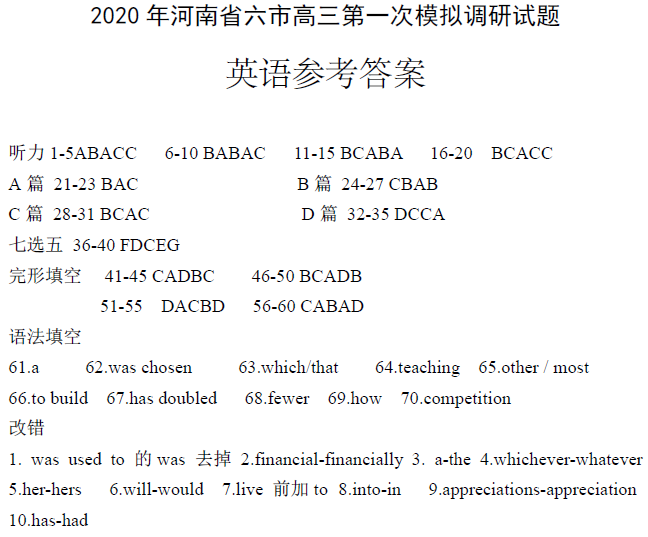 2020 年河南省六市高三第一次模拟调研试题
英语参考答案
听力 1-5ABACC 6-10 BABAC 11-15 BCABA 16-20 BCACC
A 篇 21-23 BAC B 篇 24-27 CBAB
C 篇 28-31 BCAC D 篇 32-35 DCCA
七选五 36-40 FDCEG
完形填空 41-45 CADBC 46-50 BCADB
51-55 DACBD 56-60 CABAD
语法填空
61.a 62.was chosen 63.which/that 64.teaching 65.other / most
66.to build 67.has doubled 68.fewer 69.how 70.competition
改错
1. was used to 的 was 去掉 2.financial-financially 3. a-the 4.whichever-whatever
5.her-hers 6.will-would 7.live 前加 to 8.into-in 9.appreciations-appreciation
10.has-had